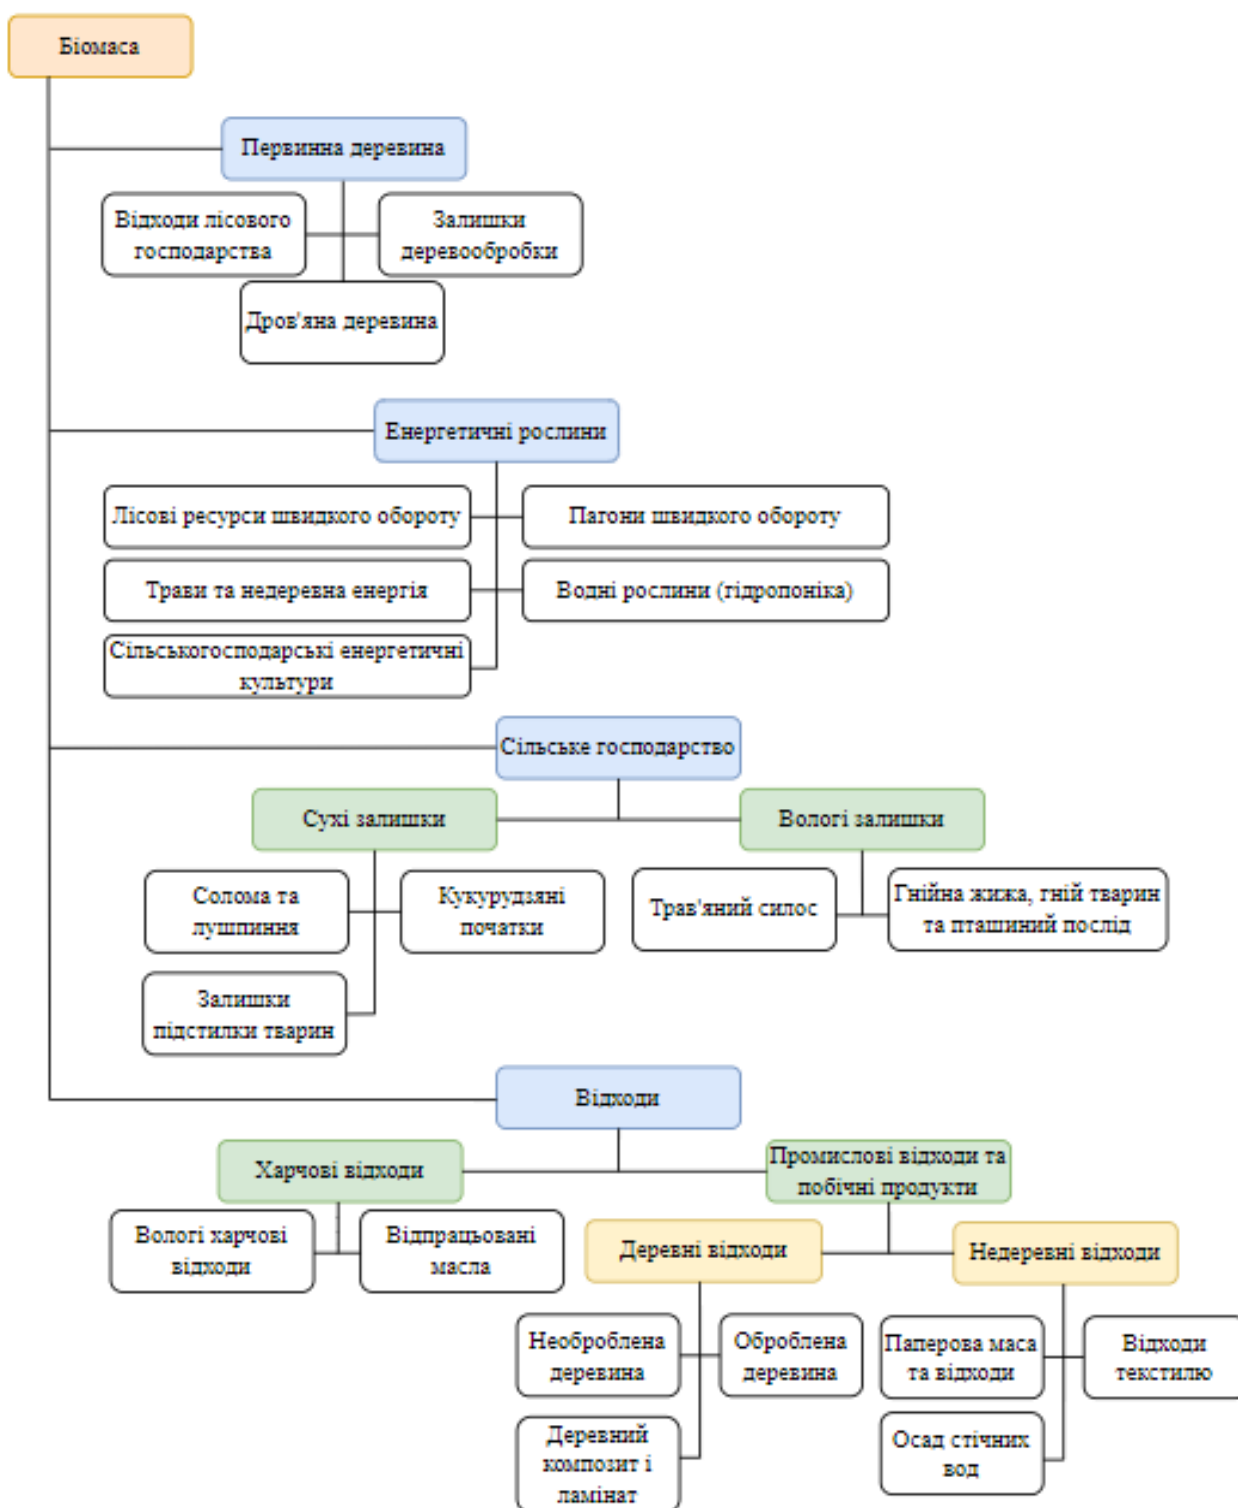 Біомаса
Первинна деревина
Відходи лісового
господарства
Залишки
деревообробки
Дров'яна деревина
Енергетичні рослини
Лісові ресурси швидкого обороту
Пагони швидкого обороту
Трави та недеревна енергія
Водні рослини (гідропоніка)
Сільськогосподарські енергетичні
культури
Сільське господарство
Сухі залишки
Вологі залишки
Солома та
лушпиння
Кукурудзяні
початки
Трав'яний силос
Гнійна жижа, гній тварин
та пташиний послід
Залишки
підстилки тварин
Відходи
Харчові відходи
Промислові відходи та
побічні продукти
Вологі харчові
відходи
Відпрацьовані
масла
Деревні відходи
Недеревні відходи
Необроблена
деревина
Оброблена
деревина
Паперова маса
та відходи
Відходи
текстилю
Деревний
композит і
ламінат
Осад стічних
вод